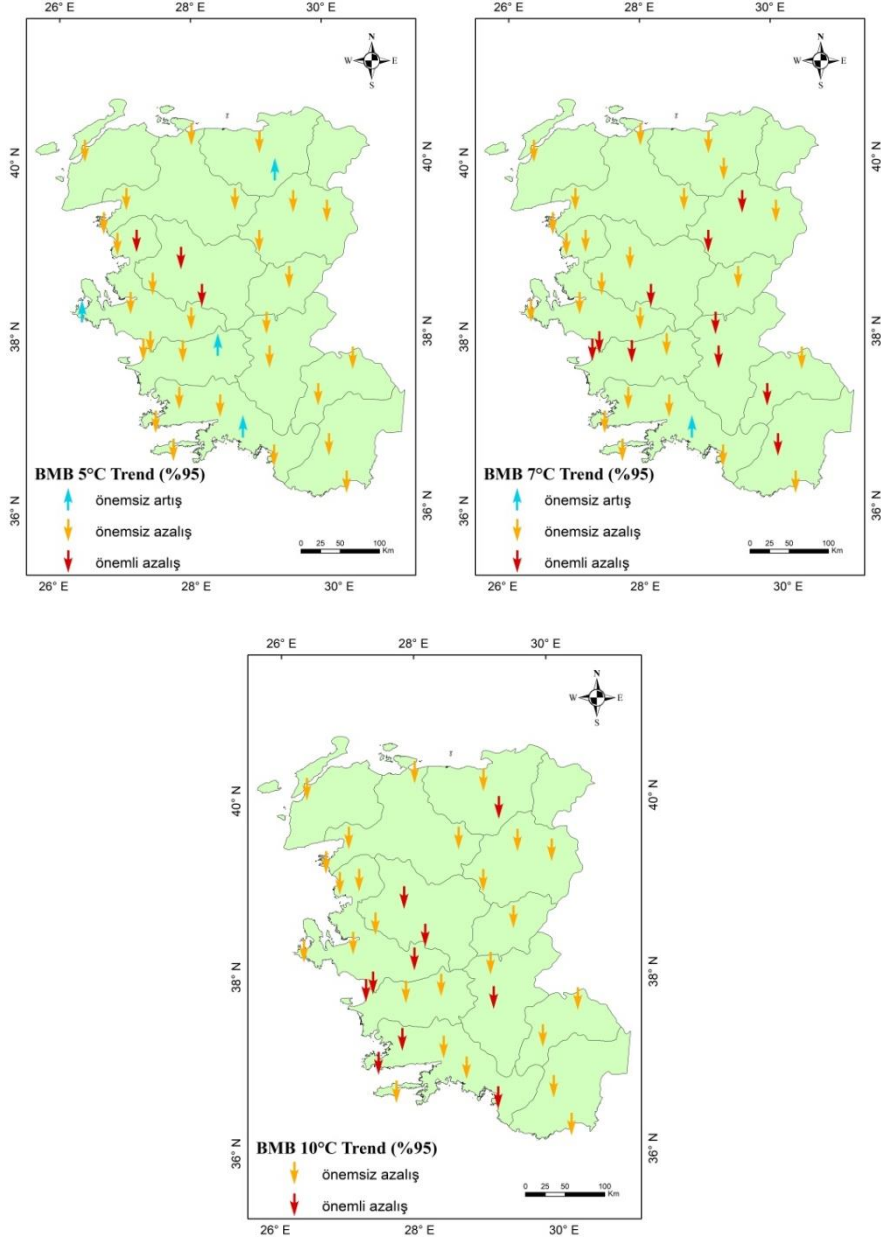 26° E 28° E 30° E
N
W E
S
40° N 40° N
38° N 38° N
36° N 36° N
BMB 5°C Trend (%95)
önemsiz artış
önemsiz azalış
önemli azalış
0 25 50 100
Km
26° E 28° E 30° E
26° E 28° E 30° E
N
W E
S
40° N
38° N
36° N
BMB 7°C Trend (%95)
önemsiz artış
önemsiz azalış
önemli azalış
0 25 50 100
Km
26° E 28° E 30° E
26° E 28° E 30° E
N
W E
S
40° N 40° N
38° N 38° N
36° N 36° N
BMB 10°C Trend (%95)
önemsiz azalış
önemli azalış
0 25 50 100
Km
26° E 28° E 30° E